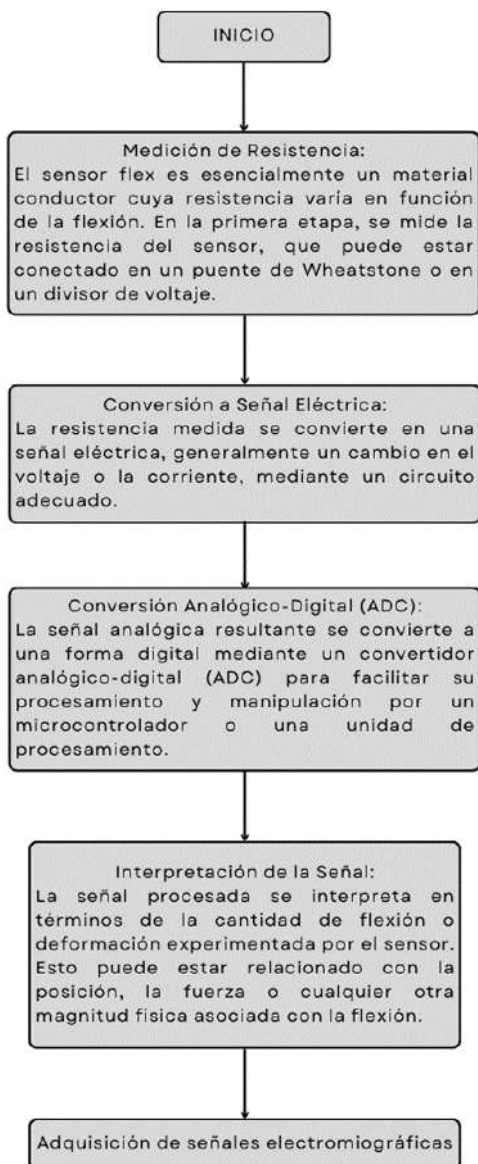 INICIO
Medición de Resistencia:
El sensor flex es esencialmente un material
conductor cuya resistencia varía en función
de la flexión. En la primera etapa, se mide la
resistencia del sensor, que puede estar
conectado en un puente de Wheatstone o en
un divisor de voltaje.
Conversión a Señal Eléctrica:
La resistencia medida se convierte en una
señal eléctrica, generalmente un cambio en el
voltaje o la corriente, mediante un circuito
adecuado.
Conversión Analógico-Digital (ADC):
La señal analógica resultante se convierte a
una forma digital mediante un convertidor
analógico-digital (ADC) para facilitar su
procesamiento y manipulación por un
microcontrolador o una unidad de
procesamiento.
Interpretación de la Señal:
La señal procesada se interpreta en
términos de la cantidad de flexión o
deformación experimentada por el sensor.
Esto puede estar relacionado con la
posición, la fuerza o cualquier otra
magnitud física asociada con la flexión.
Adquisición de señales electromiográficas